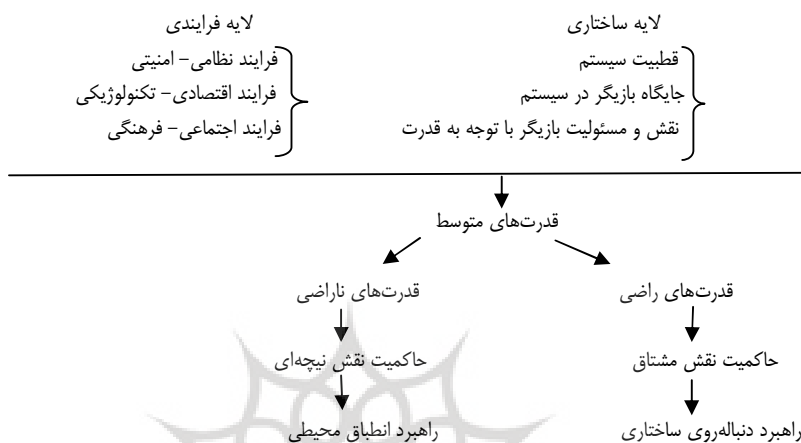 لایه ساختاری
قطبیت سیستم
جایگاه بازیگر در سیستم
نقش و مسئولیت بازیگر با توجه به قدرت
لایه فرایندی
فرایند نظامی- امنیتی
فرایند اقتصادی- تکنولوژیکی
فرایند اجتماعی- فرهنگی
قدرت‌های متوسط
قدرت‌های راضی
حاکمیت نقش مشتاق
راهبرد دنباله‌روی ساختاری
قدرت‌های ناراضی
حاکمیت نقش نیچه‌ای
راهبرد انطباق محیطی